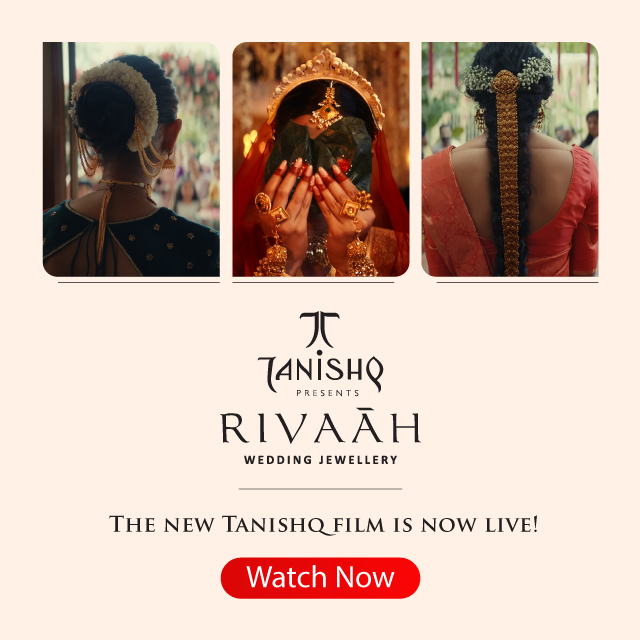 TANISHQ
PRESENTS
RIVAĀH
WEDDING JEWELLERY
THE NEW TANISHQ FILM IS NOW LIVE!
Watch Now